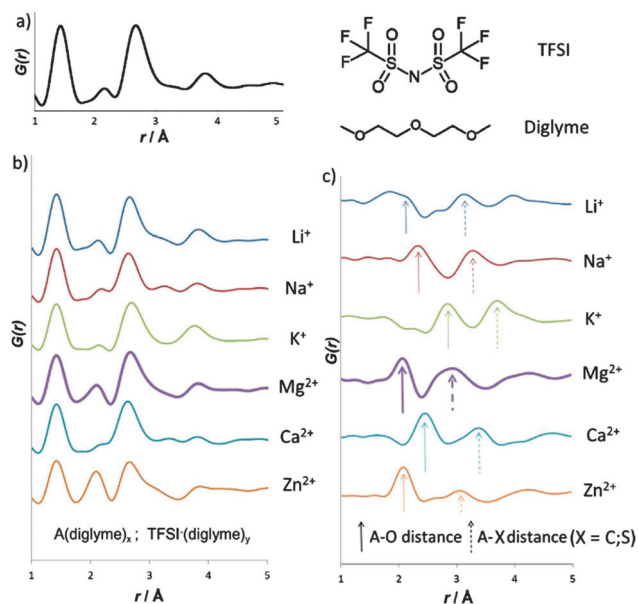 a)
G(r)
1 2 3 4 5
r / Å
F F O O F F
F S N S F
O O
TFSI
O O O
Diglyme
b)
G(r)
Li⁺
Na⁺
K⁺
Mg²⁺
Ca²⁺
Zn²⁺
A(diglyme)ₓ ; TFSI⁻(diglyme)ᵧ
1 2 3 4 5
r / Å
c)
G(r)
Li⁺
Na⁺
K⁺
Mg²⁺
Ca²⁺
Zn²⁺
A-O distance A-X distance (X = C;S)
1 2 3 4 5
r / Å